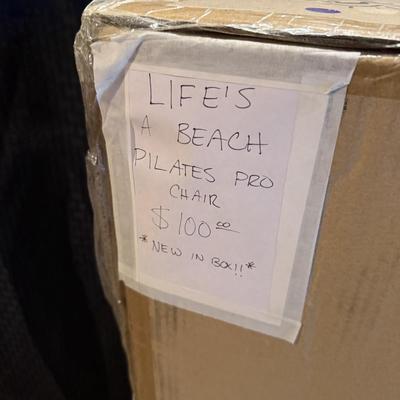 LIFE'S
A BEACH
PILATES PRO
CHAIR
$100.00
*NEW IN BOX!!*